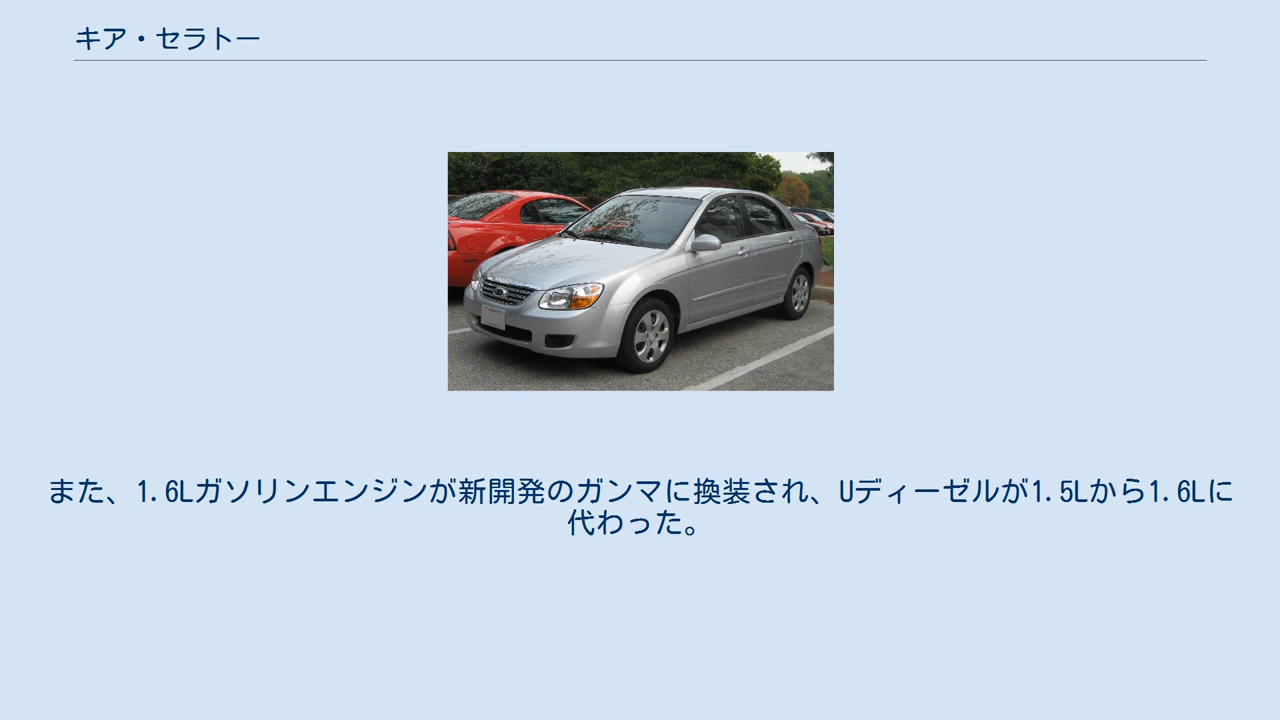 キア・セラトー
また、1.6Lガソリンエンジンが新開発のガンマに換装され、Uディーゼルが1.5Lから1.6Lに
代わった。